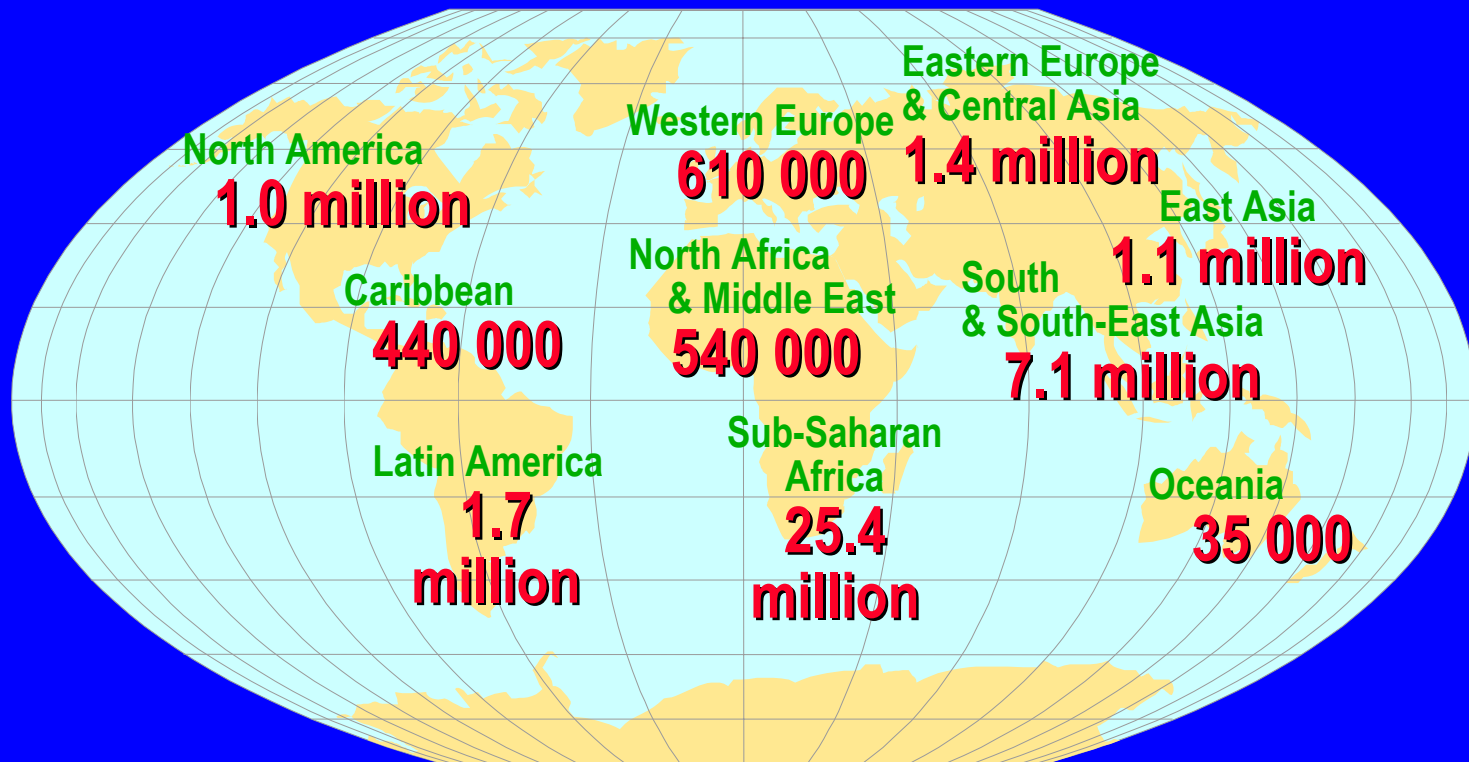 North America
1.0 million
Caribbean
440 000
Latin America
1.7
million
Western Europe
610 000
North Africa
& Middle East
540 000
Sub-Saharan
Africa
25.4
million
Eastern Europe
& Central Asia
1.4 million
East Asia
1.1 million
South
& South-East Asia
7.1 million
Oceania
35 000